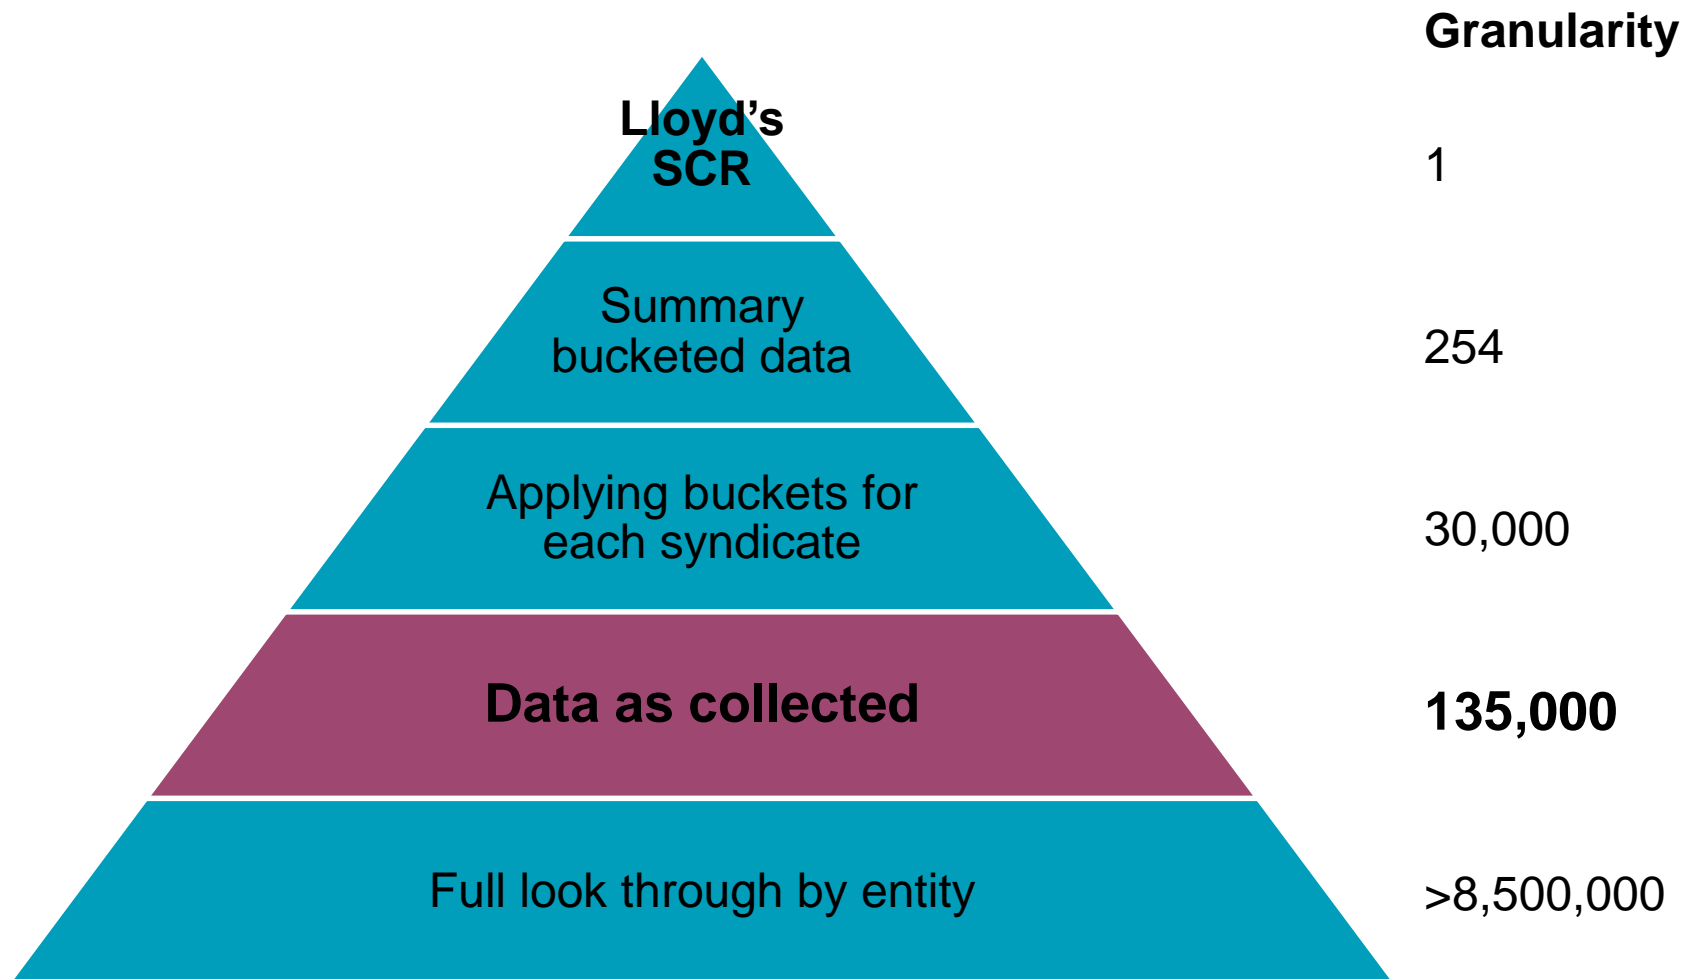 Granularity
Lloyd’s
SCR
1
Summary
bucketed data
254
Applying buckets for
each syndicate
30,000
Data as collected
135,000
Full look through by entity
>8,500,000